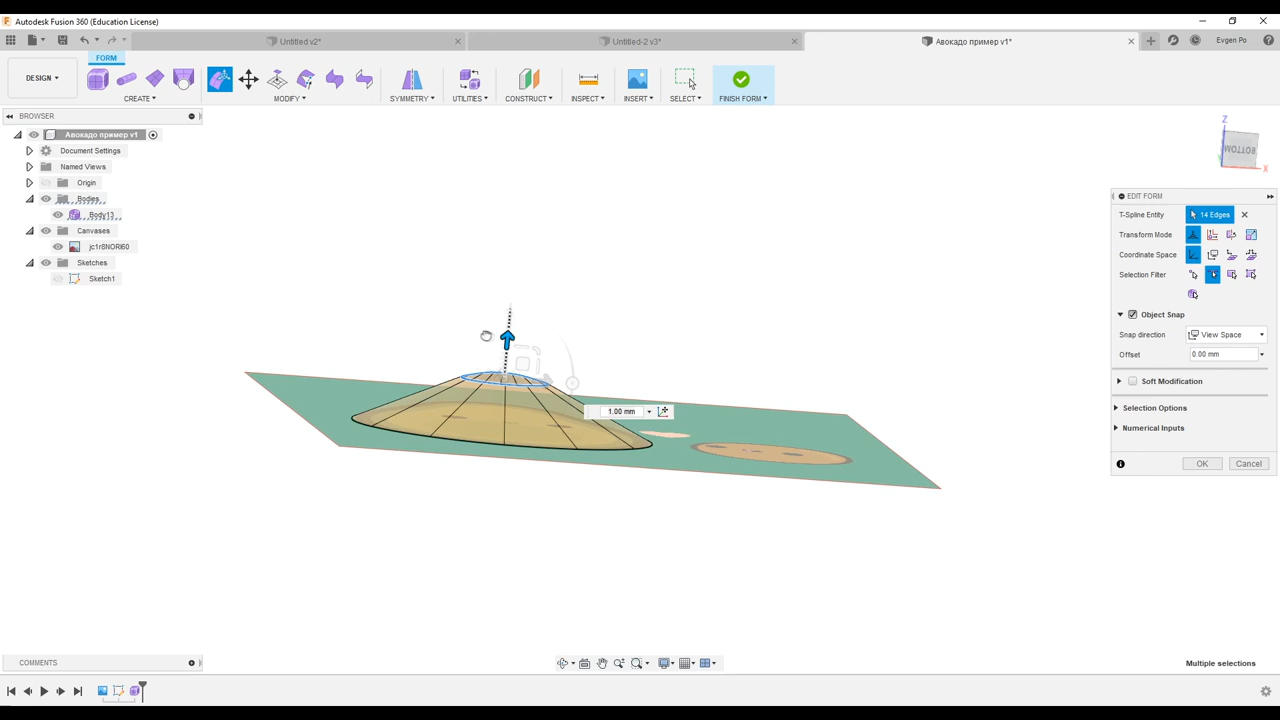 Autodesk Fusion 360 (Education License)
Untitled v2*
Untitled-2 v3*
Авокадо пример v1*
Evgen Po
FORM
DESIGN
CREATE
MODIFY
SYMMETRY
UTILITIES
CONSTRUCT
INSPECT
INSERT
SELECT
FINISH FORM
BROWSER
Авокадо пример v1
Document Settings
Named Views
Origin
Bodies
Body13
Canvases
jc1r8NORl60
Sketches
Sketch1
Z
BOTTOM
X
EDIT FORM
T-Spline Entity
14 Edges
Transform Mode
Coordinate Space
Selection Filter
Object Snap
Snap direction
View Space
Offset
0.00 mm
Soft Modification
Selection Options
Numerical Inputs
OK
Cancel
1.00 mm
COMMENTS
Multiple selections